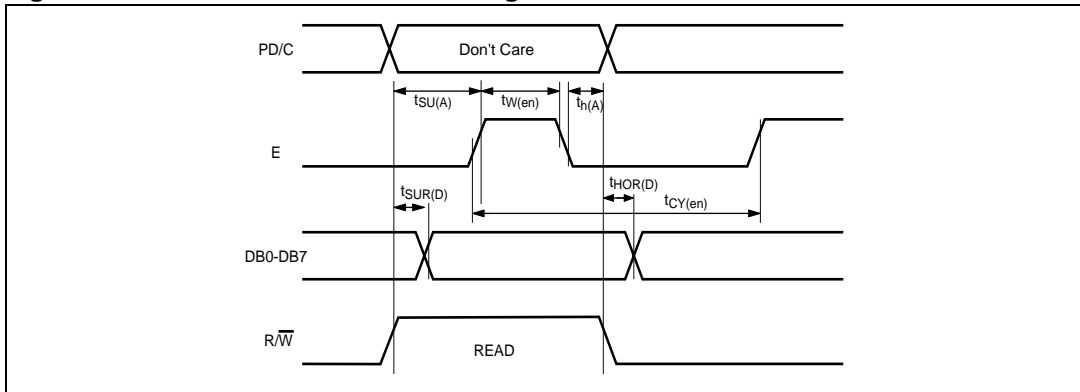 PD/C
Don't Care
tSU(A)
tW(en)
th(A)
E
tSUR(D)
tHOR(D)
tCY(en)
DB0-DB7
R/W̅
READ